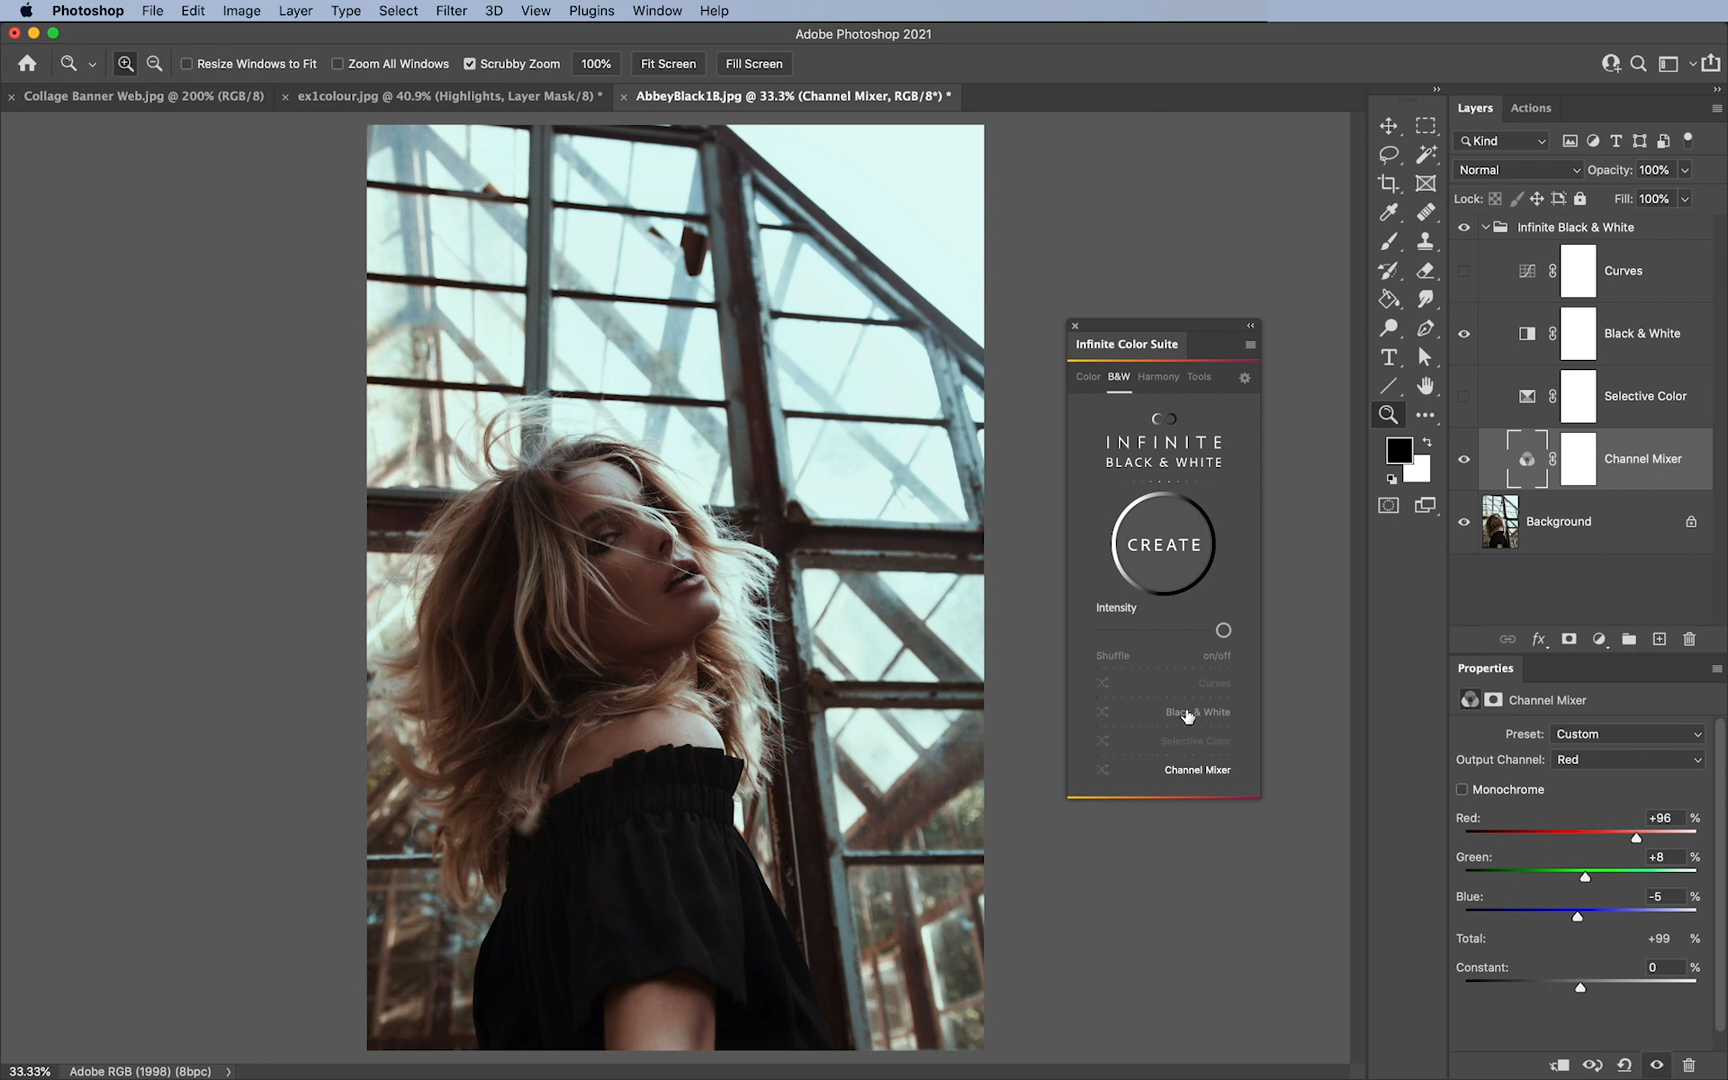 Photoshop File Edit Image Layer Type Select Filter 3D View Plugins Window Help
Adobe Photoshop 2021
Resize Windows to Fit Zoom All Windows Scrubby Zoom 100% Fit Screen Fill Screen
Collage Banner Web.jpg @ 200% (RGB/8) ex1colour.jpg @ 40.9% (Highlights, Layer Mask/8) * AbbeyBlack1B.jpg @ 33.3% (Channel Mixer, RGB/8*) *
Infinite Color Suite
Color B&W Harmony Tools
INFINITE
BLACK & WHITE
CREATE
Intensity
Shuffle on/off
Curves
Black & White
Selective Color
Channel Mixer
Layers Actions
Kind
Normal Opacity: 100%
Lock: Fill: 100%
Infinite Black & White
Curves
Black & White
Selective Color
Channel Mixer
Background
fx
Properties
Channel Mixer
Preset: Custom
Output Channel: Red
Monochrome
Red: +96 %
Green: +8 %
Blue: -5 %
Total: +99 %
Constant: 0 %
33.33% Adobe RGB (1998) (8bpc)